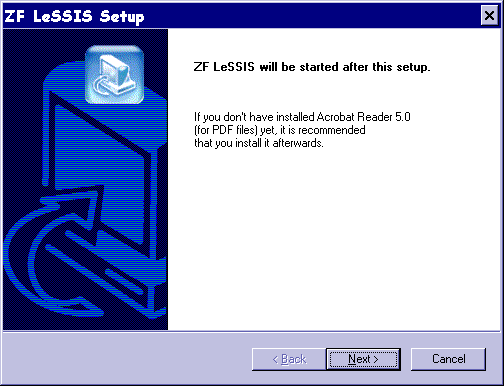 ZF LeSSIS Setup
ZF LeSSIS will be started after this setup.
If you don't have installed Acrobat Reader 5.0
(for PDF files) yet, it is recommended
that you install it afterwards.
< Back
Next >
Cancel